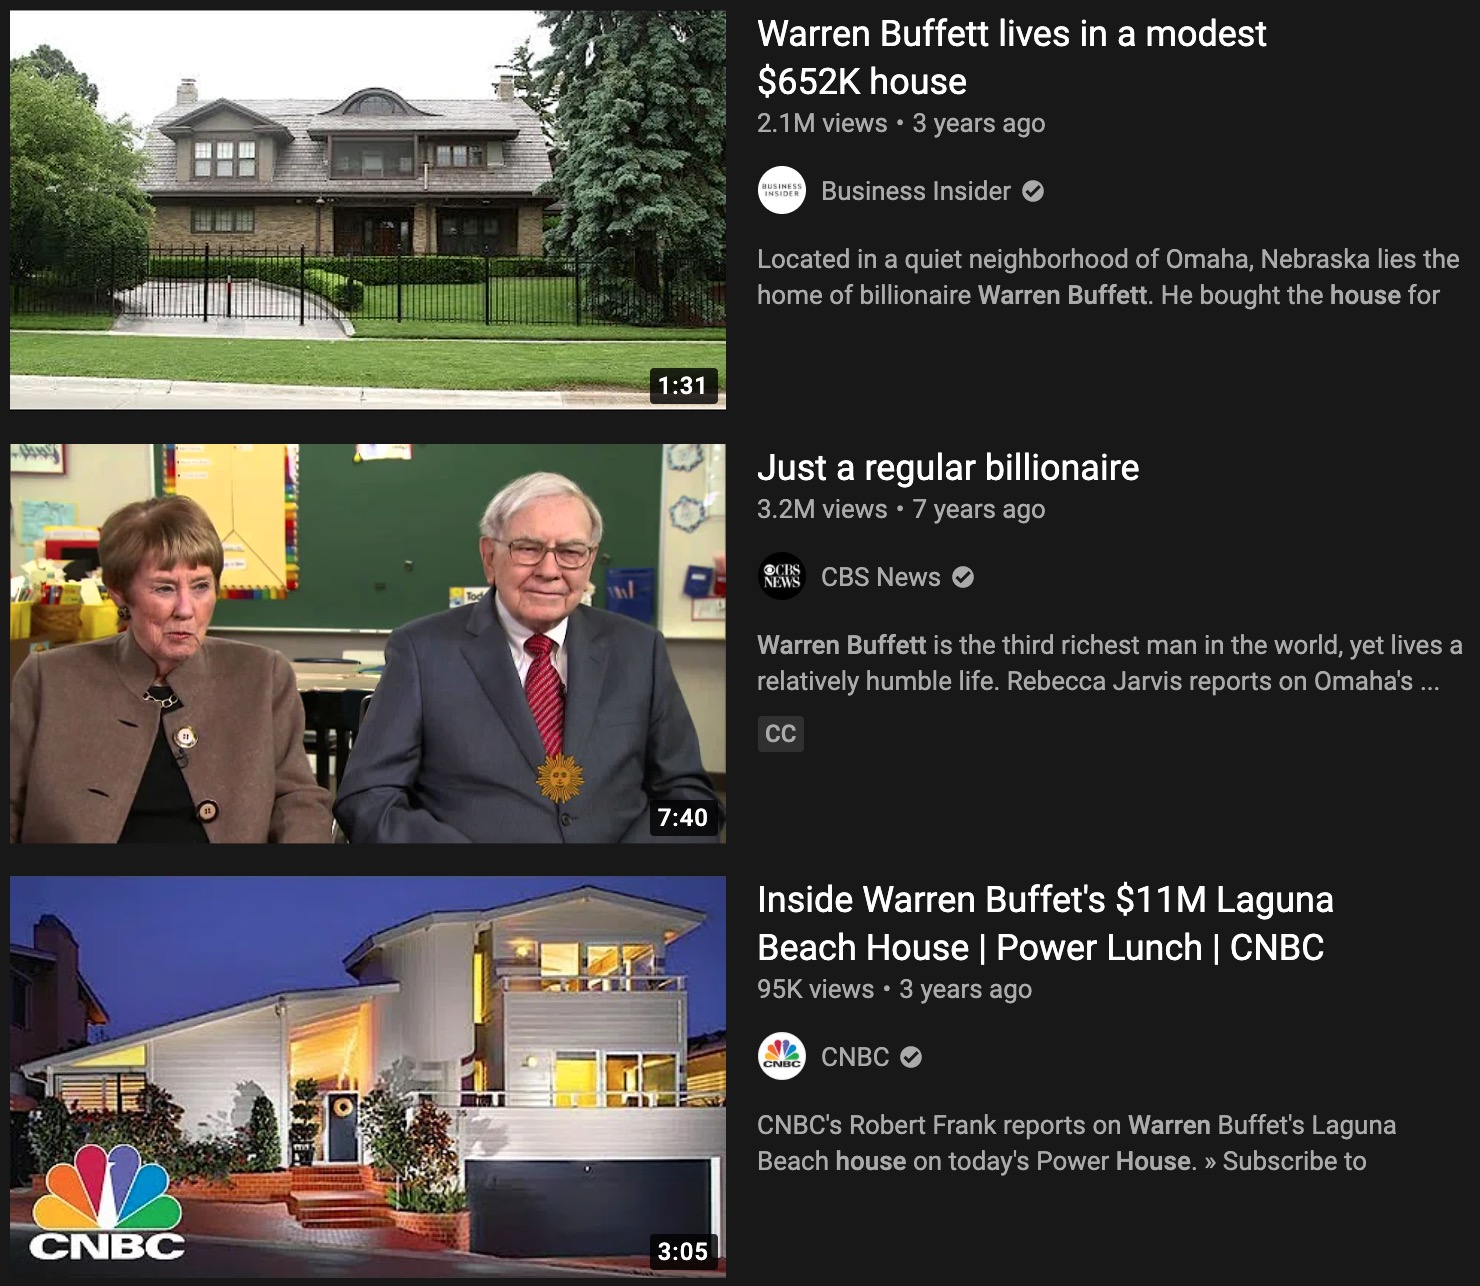 Warren Buffett lives in a modest
$652K house
2.1M views • 3 years ago
BUSINESS
INSIDER
Business Insider
Located in a quiet neighborhood of Omaha, Nebraska lies the
home of billionaire Warren Buffett. He bought the house for
1:31
Just a regular billionaire
3.2M views • 7 years ago
CBS
NEWS
CBS News
Warren Buffett is the third richest man in the world, yet lives a
relatively humble life. Rebecca Jarvis reports on Omaha's ...
CC
Tod
7:40
Inside Warren Buffet's $11M Laguna
Beach House | Power Lunch | CNBC
95K views • 3 years ago
CNBC
CNBC
CNBC's Robert Frank reports on Warren Buffet's Laguna
Beach house on today's Power House. » Subscribe to
CNBC
3:05